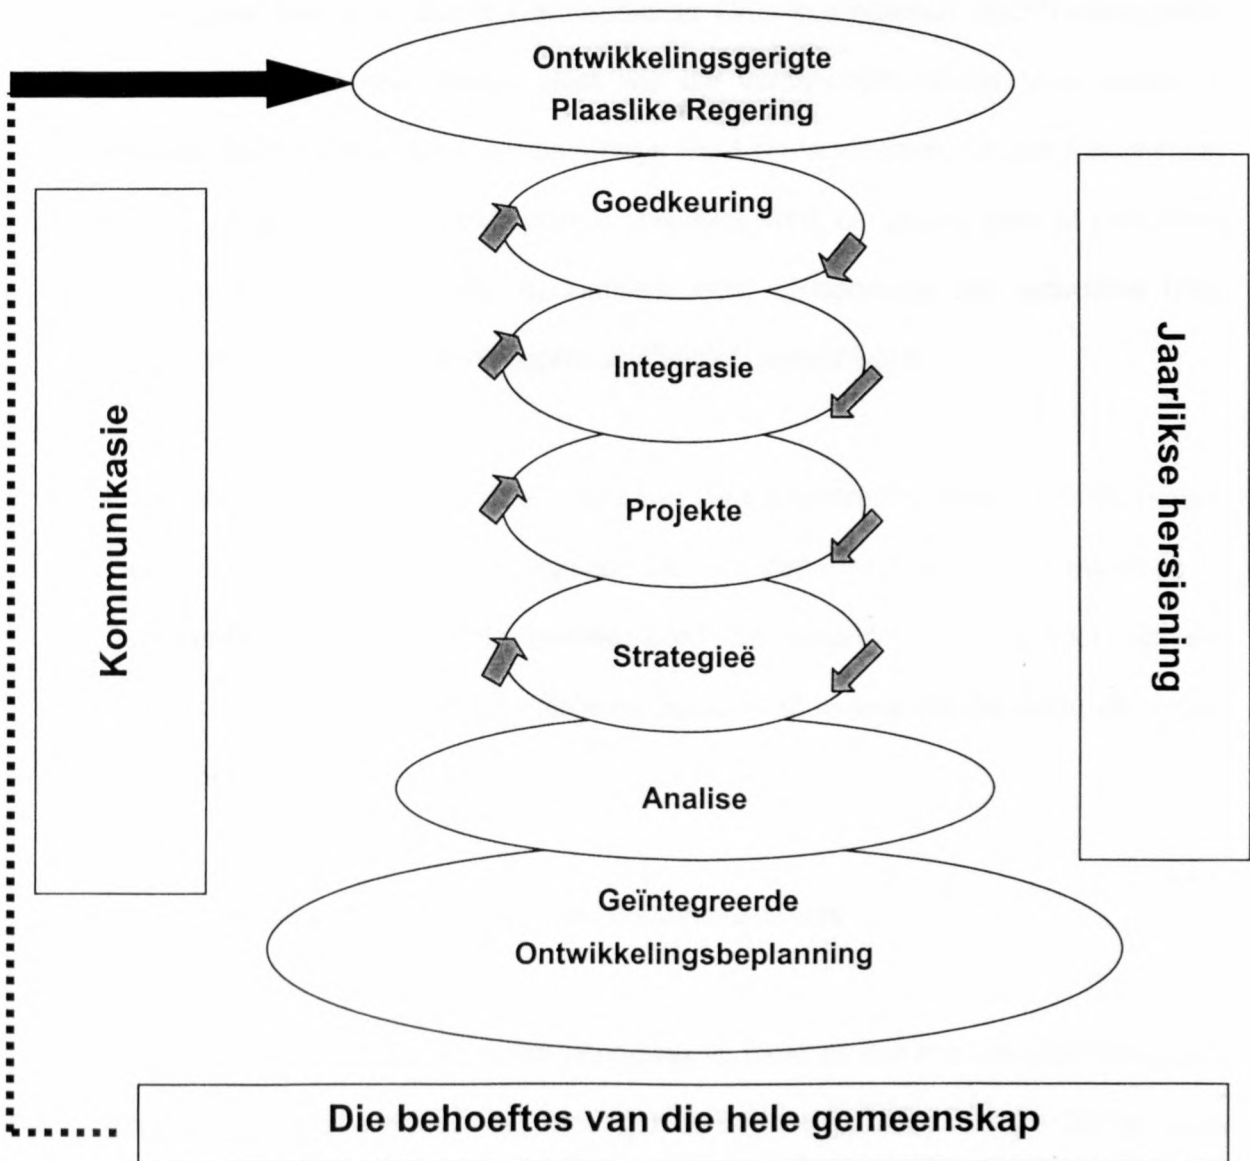 Ontwikkelingsgerigte
Plaaslike Regering
Goedkeuring
Integrasie
Projekte
Strategieë
Analise
Geïntegreerde
Ontwikkelingsbeplanning
Kommunikasie
Jaarlikse hersiening
Die behoeftes van die hele gemeenskap